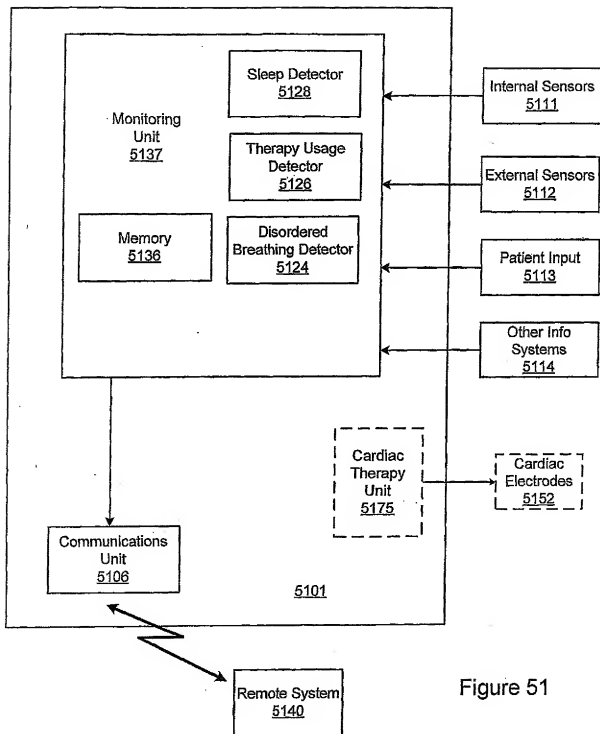 Sleep Detector
5128
Monitoring
Unit
5137
Therapy Usage
Detector
5126
Memory
5136
Disordered
Breathing Detector
5124
Internal Sensors
5111
External Sensors
5112
Patient Input
5113
Other Info
Systems
5114
Cardiac
Therapy
Unit
5175
Cardiac
Electrodes
5152
Communications
Unit
5106
5101
Remote System
5140
Figure 51